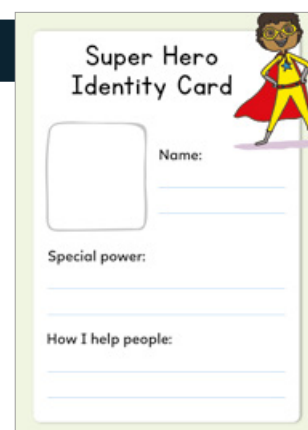 Super Hero
Identity Card
Name:
Special power:
How I help people: